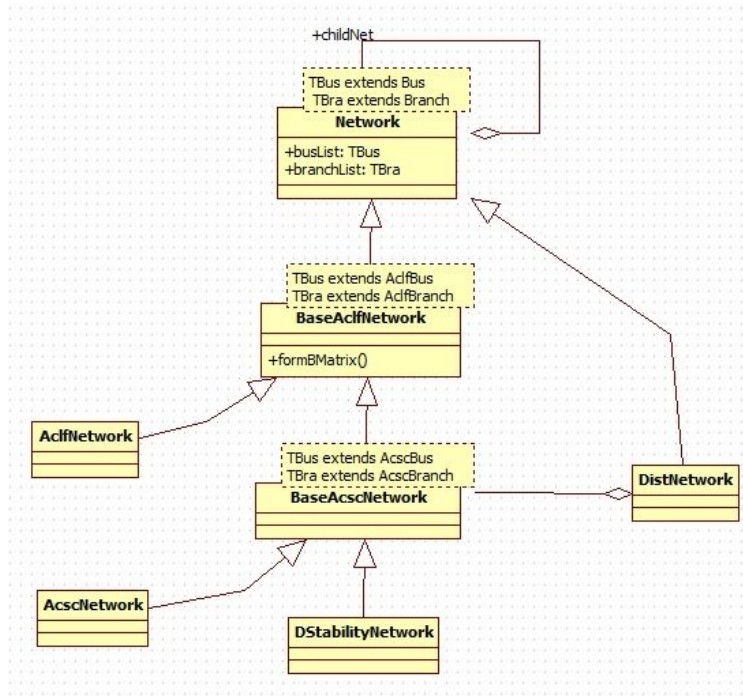 +childNet
TBus extends Bus
TBra extends Branch
Network
+busList: TBus
+branchList: TBra
TBus extends AclfBus
TBra extends AclfBranch
BaseAclfNetwork
+formBMatrix()
AclfNetwork
TBus extends AcscBus
TBra extends AcscBranch
BaseAcscNetwork
DistNetwork
AcscNetwork
DStabilityNetwork